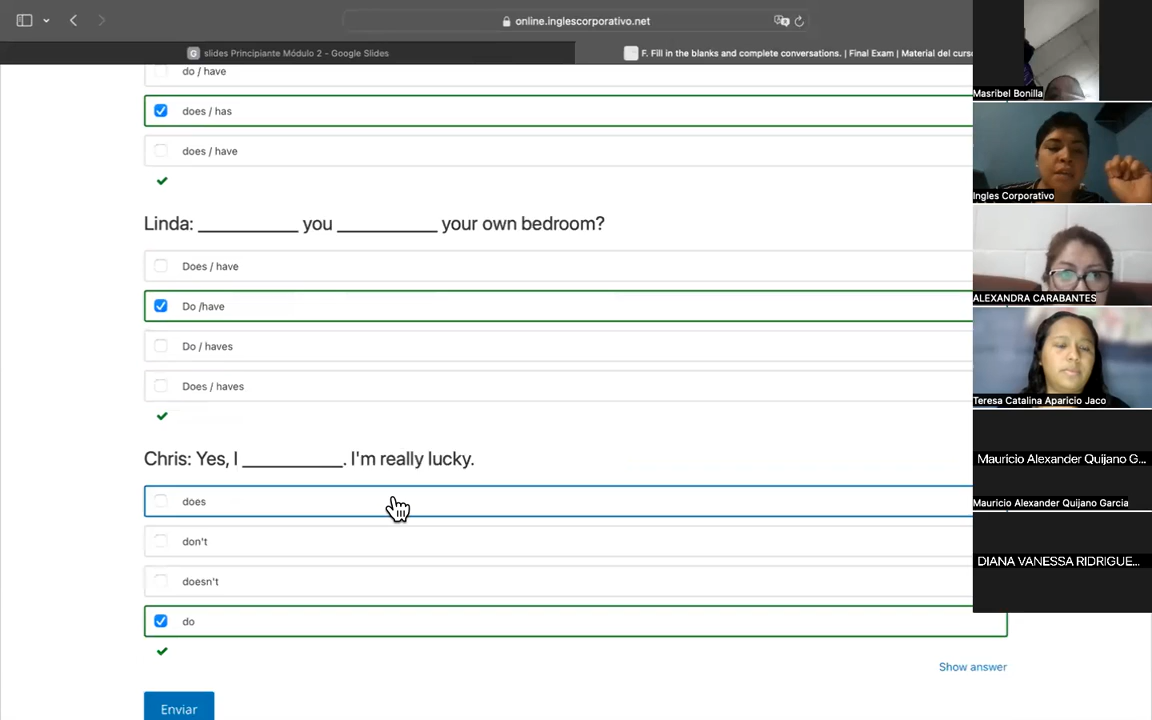 online.inglescorporativo.net
G slides Principiante Módulo 2 - Google Slides
F. Fill in the blanks and complete conversations. | Final Exam | Material del curso
do / have
does / has
does / have
Linda: __________ you __________ your own bedroom?
Does / have
Do /have
Do / haves
Does / haves
Chris: Yes, I __________. I'm really lucky.
does
don't
doesn't
do
Show answer
Enviar
Masribel Bonilla
Ingles Corporativo
ALEXANDRA CARABANTES
Teresa Catalina Aparicio Jaco
Mauricio Alexander Quijano G...
Mauricio Alexander Quijano Garcia
DIANA VANESSA RIDRIGUE...